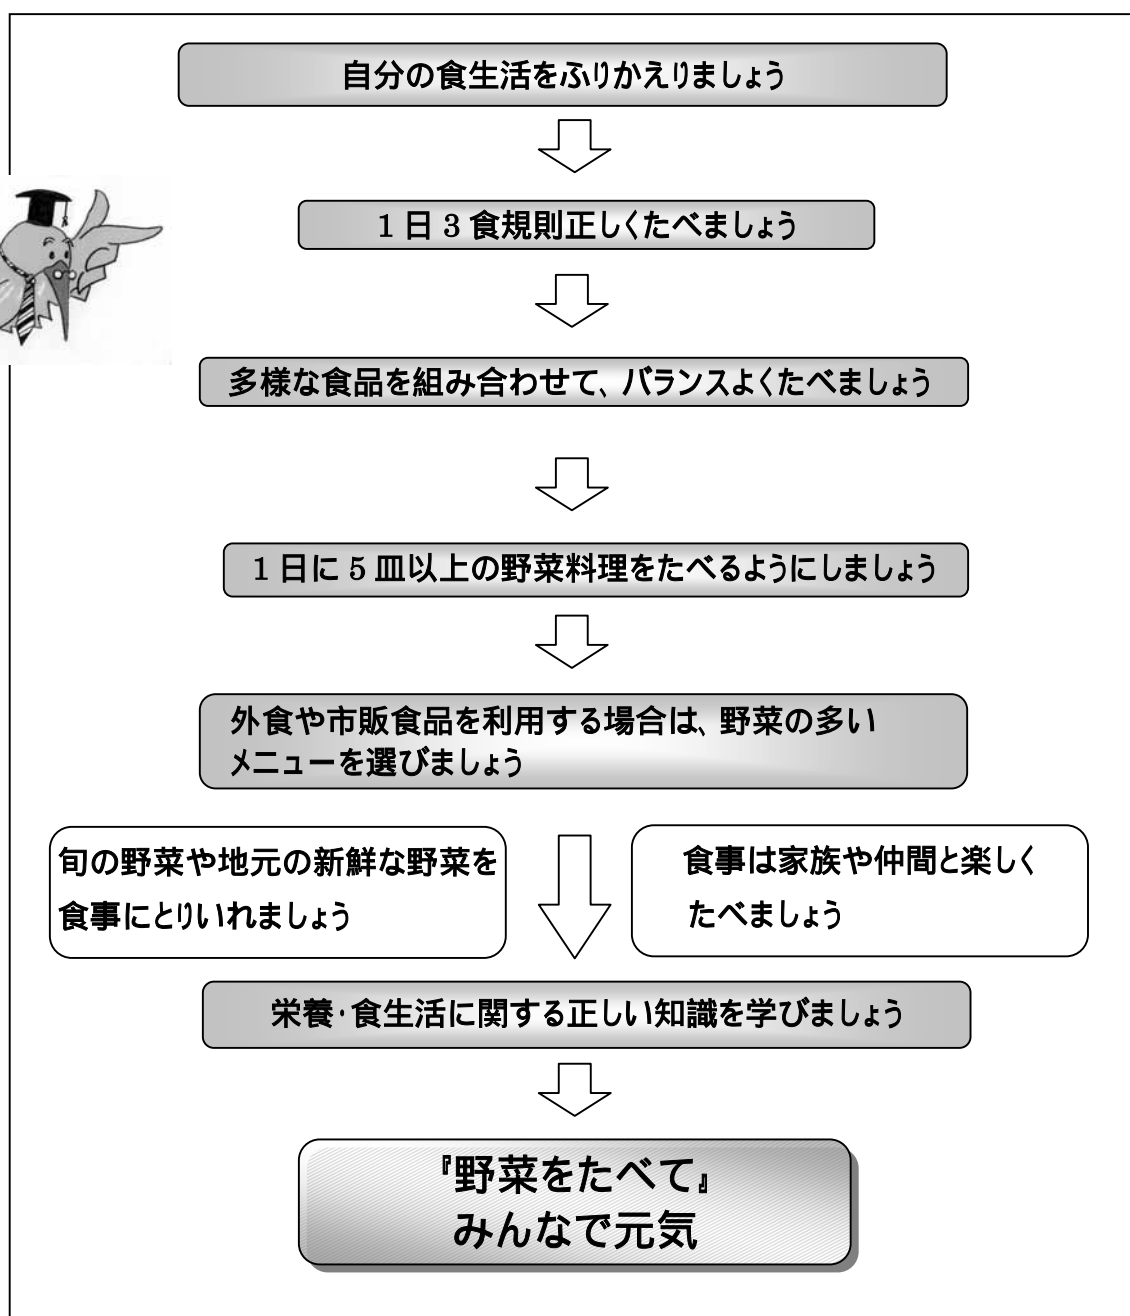 自分の食生活をふりかえりましょう
1日3食規則正しくたべましょう
多様な食品を組み合わせて、バランスよくたべましょう
1日に5皿以上の野菜料理をたべるようにしましょう
外食や市販食品を利用する場合は、野菜の多い
メニューを選びましょう
旬の野菜や地元の新鮮な野菜を
食事にとりいれましょう
食事は家族や仲間と楽しく
たべましょう
栄養・食生活に関する正しい知識を学びましょう
『野菜をたべて』
みんなで元気